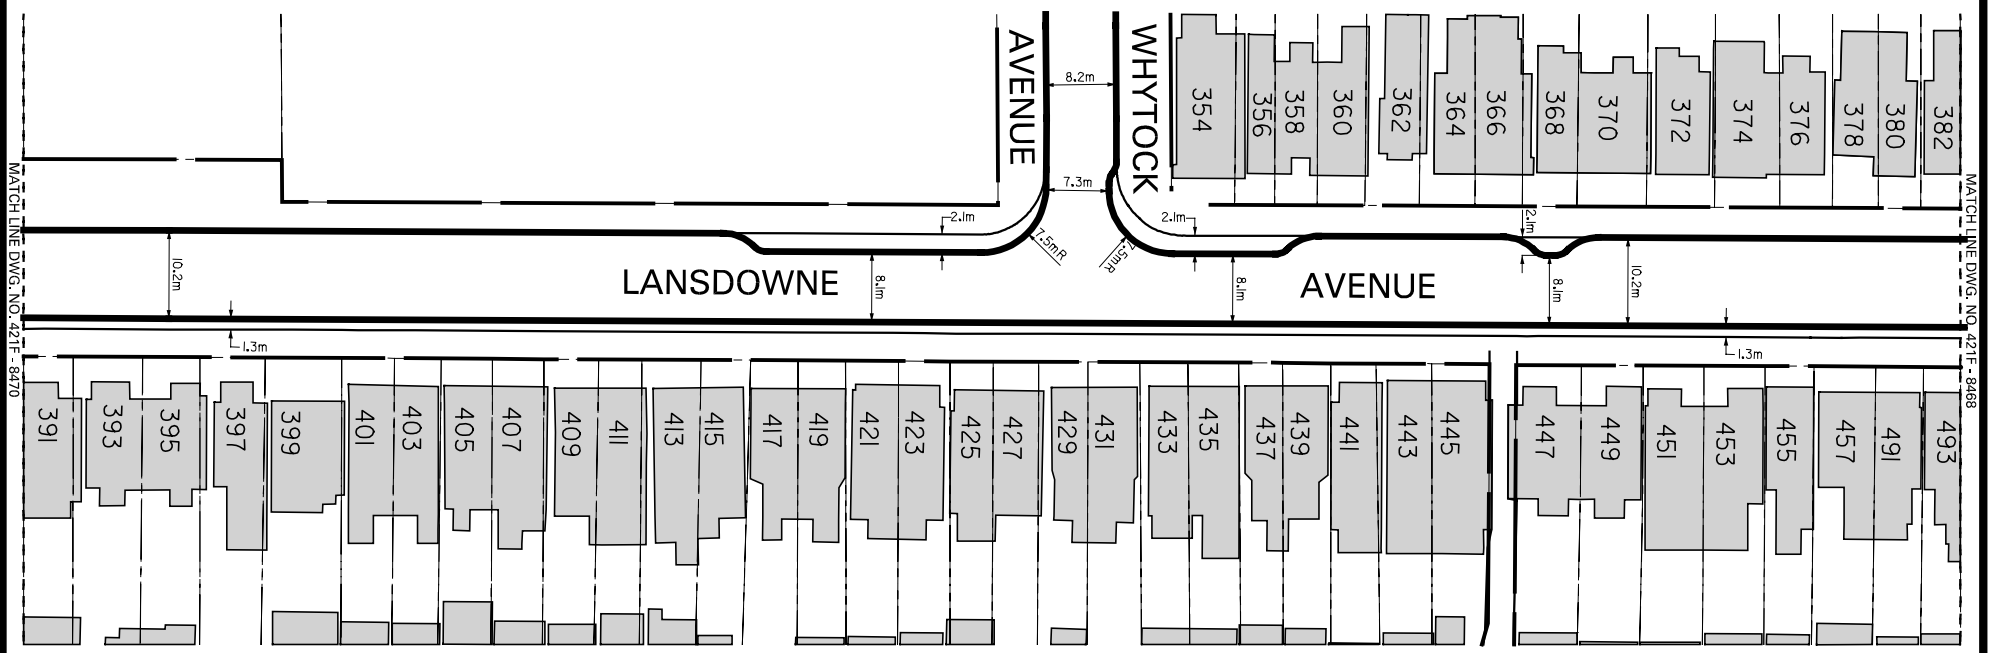 AVENUE
WHYTOCK
8.2m
7.3m
354
356
358
360
362
364
366
368
370
372
374
376
378
380
382
MATCH LINE DWG. NO. 421F - 8470
MATCH LINE DWG. NO. 421F - 8468
2.1m
2.1m
2.1m
7.5mR
7.5mR
10.2m
LANSDOWNE
8.1m
8.1m
AVENUE
8.1m
10.2m
1.3m
1.3m
391
393
395
397
399
401
403
405
407
409
411
413
415
417
419
421
423
425
427
429
431
433
435
437
439
441
443
445
447
449
451
453
455
457
491
493